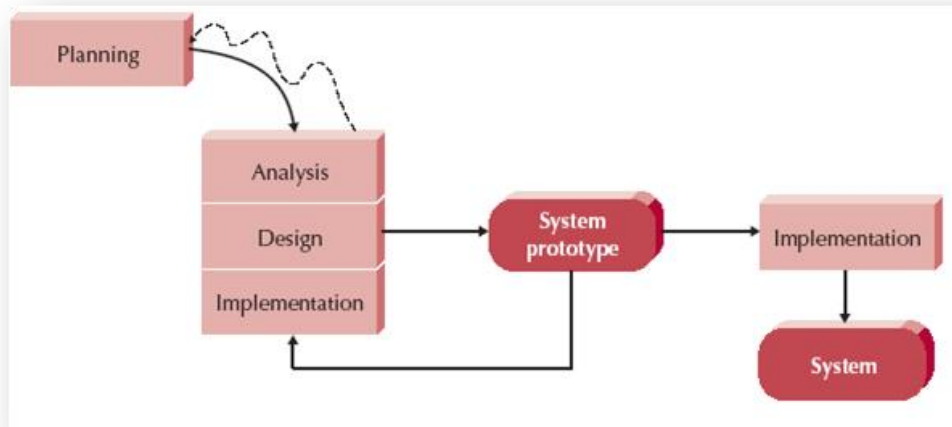 Planning
Analysis
Design
Implementation
System
prototype
Implementation
System